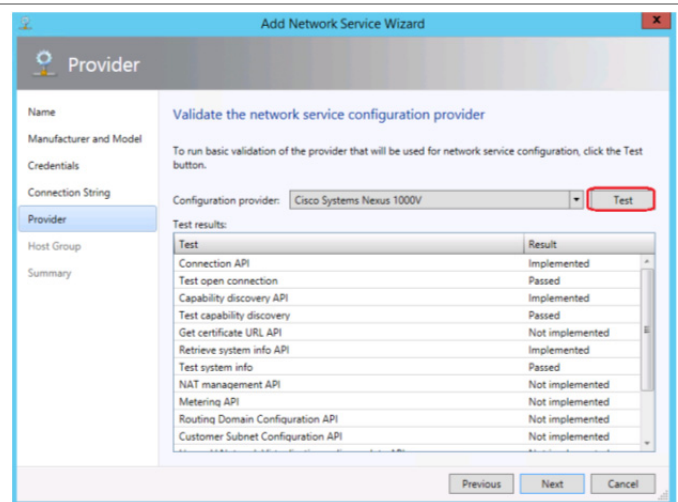 Add Network Service Wizard
x
Provider
Name
Manufacturer and Model
Credentials
Connection String
Provider
Host Group
Summary
Validate the network service configuration provider
To run basic validation of the provider that will be used for network service configuration, click the Test
button.
Configuration provider: Cisco Systems Nexus 1000V Test
Test results:
Test Result
Connection API Implemented
Test open connection Passed
Capability discovery API Implemented
Test capability discovery Passed
Get certificate URL API Not implemented
Retrieve system info API Implemented
Test system info Passed
NAT management API Not implemented
Metering API Not implemented
Routing Domain Configuration API Not implemented
Customer Subnet Configuration API Not implemented
Previous Next Cancel